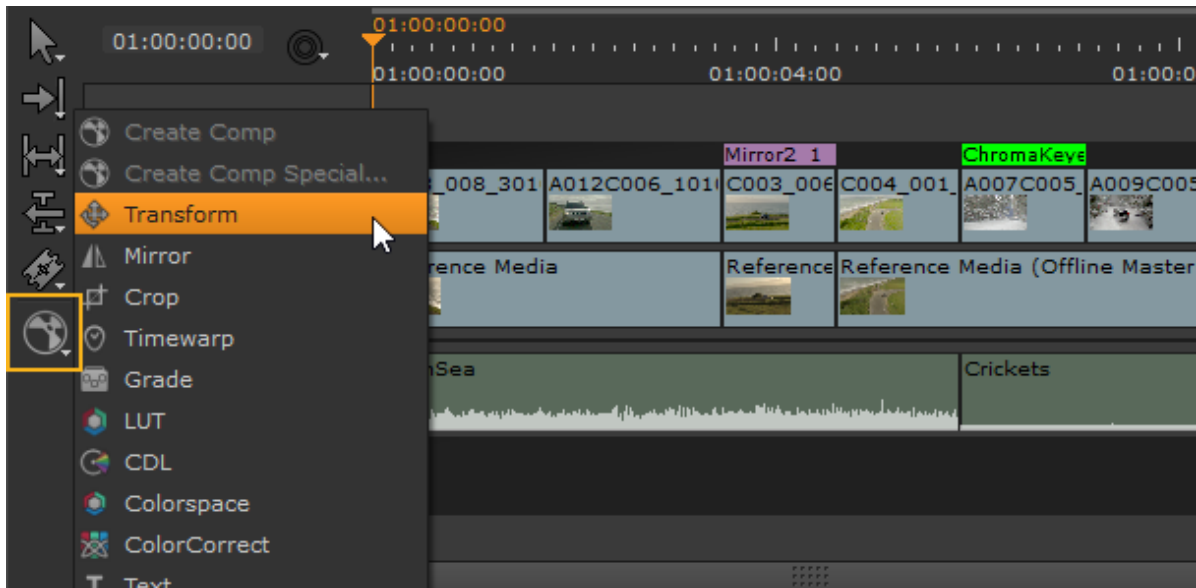 01:00:00:00
01:00:00:00
01:00:00:00
01:00:04:00
01:00:0
Create Comp
Create Comp Special...
Transform
Mirror
Crop
Timewarp
Grade
LUT
CDL
Colorspace
ColorCorrect
Text
Mirror2_1
ChromaKeye
_008_301
A012C006_101
C003_006
C004_001_
A007C005_
A009C005
rence Media
Reference
Reference Media (Offline Master
nSea
Crickets